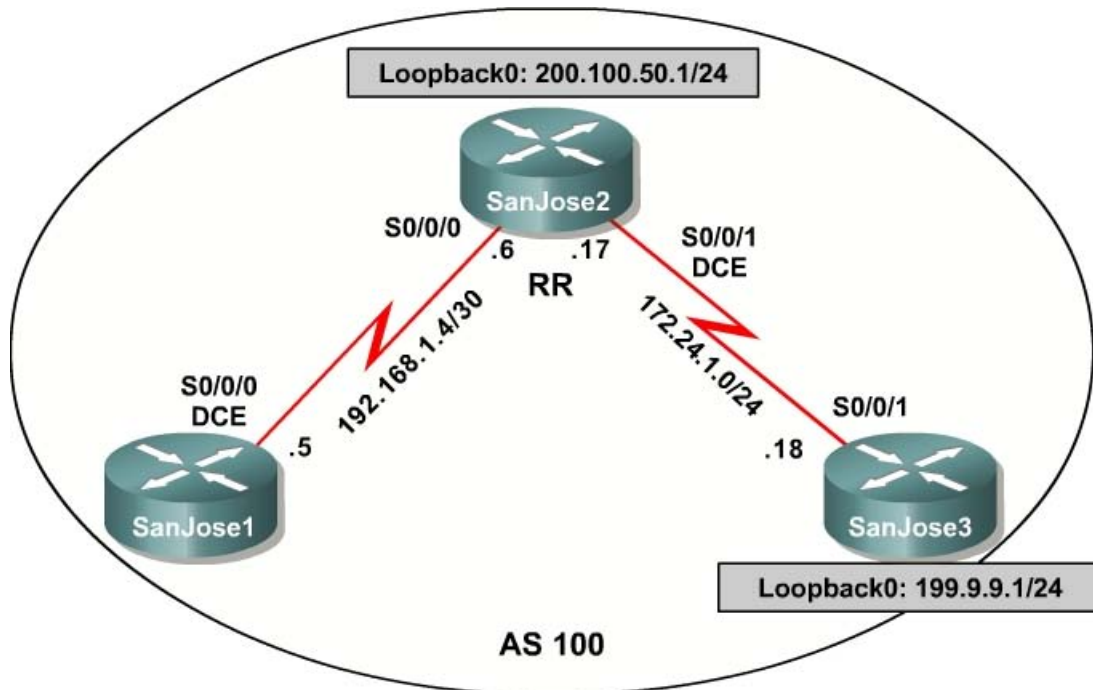 Loopback0: 200.100.50.1/24
SanJose2
S0/0/0
.6
.17
S0/0/1
DCE
RR
192.168.1.4/30
172.24.1.0/24
S0/0/0
DCE
.5
S0/0/1
.18
SanJose1
SanJose3
Loopback0: 199.9.9.1/24
AS 100